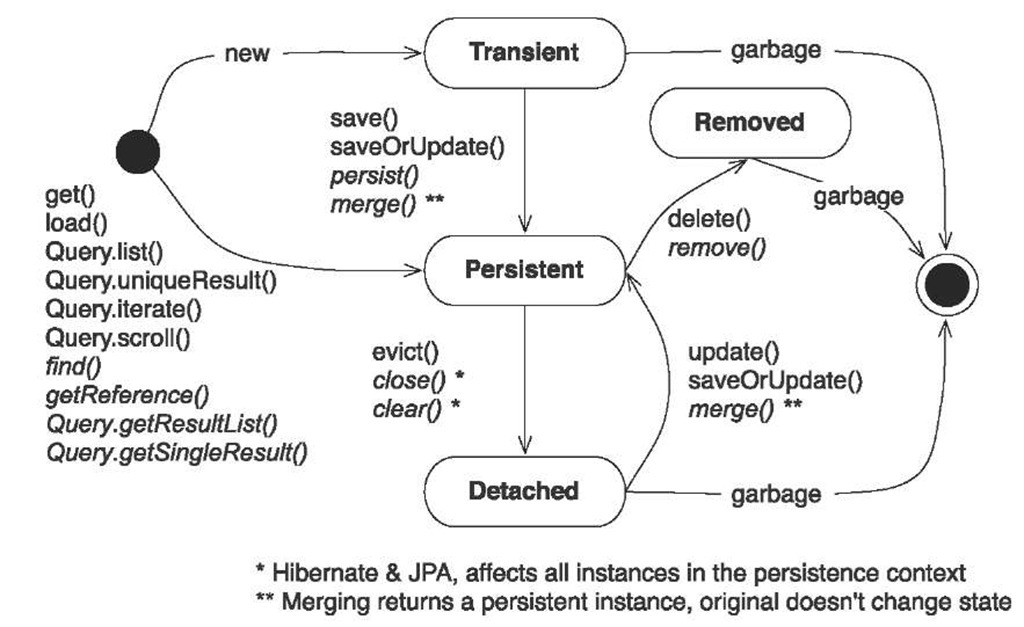 new
Transient
garbage
Removed
save()
saveOrUpdate()
persist()
merge() **
garbage
get()
load()
Query.list()
Query.uniqueResult()
Query.iterate()
Query.scroll()
find()
getReference()
Query.getResultList()
Query.getSingleResult()
delete()
remove()
Persistent
evict()
close() *
clear() *
update()
saveOrUpdate()
merge() **
Detached
garbage
* Hibernate & JPA, affects all instances in the persistence context
** Merging returns a persistent instance, original doesn't change state